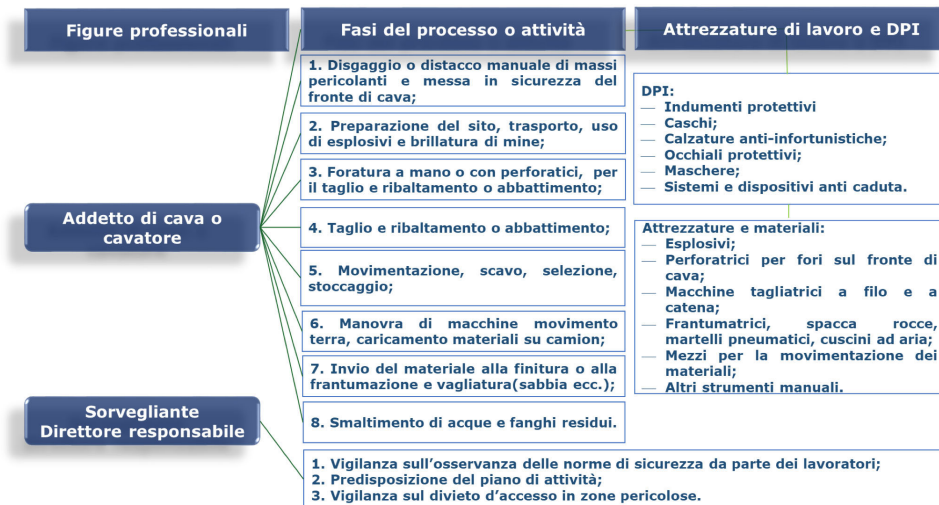 Figure professionali
Fasi del processo o attività
Attrezzature di lavoro e DPI
1. Disgaggio o distacco manuale di massi
pericolanti e messa in sicurezza del
fronte di cava;
2. Preparazione del sito, trasporto, uso
di esplosivi e brillatura di mine;
3. Foratura a mano o con perforatici, per
il taglio e ribaltamento o abbattimento;
Addetto di cava o
cavatore
4. Taglio e ribaltamento o abbattimento;
5. Movimentazione, scavo, selezione,
stoccaggio;
6. Manovra di macchine movimento
terra, caricamento materiali su camion;
7. Invio del materiale alla finitura o alla
frantumazione e vagliatura(sabbia ecc.);
8. Smaltimento di acque e fanghi residui.
DPI:
— Indumenti protettivi
— Caschi;
— Calzature anti-infortunistiche;
— Occhiali protettivi;
— Maschere;
— Sistemi e dispositivi anti caduta.
Attrezzature e materiali:
— Esplosivi;
— Perforatrici per fori sul fronte di
cava;
— Macchine tagliatrici a filo e a
catena;
— Frantumatrici, spacca rocce,
martelli pneumatici, cuscini ad aria;
— Mezzi per la movimentazione dei
materiali;
— Altri strumenti manuali.
Sorvegliante
Direttore responsabile
1. Vigilanza sull'osservanza delle norme di sicurezza da parte dei lavoratori;
2. Predisposizione del piano di attività;
3. Vigilanza sul divieto d'accesso in zone pericolose.